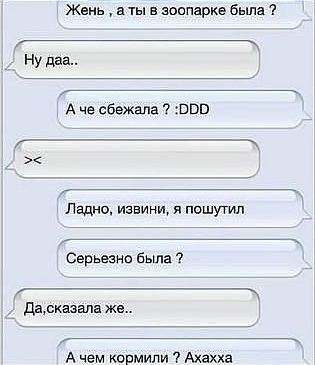 Жень , а ты в зоопарке была ?
Ну даа..
А че сбежала ? :DDD
><
Ладно, извини, я пошутил
Серьезно была ?
Да,сказала же..
А чем кормили ? Ахахха